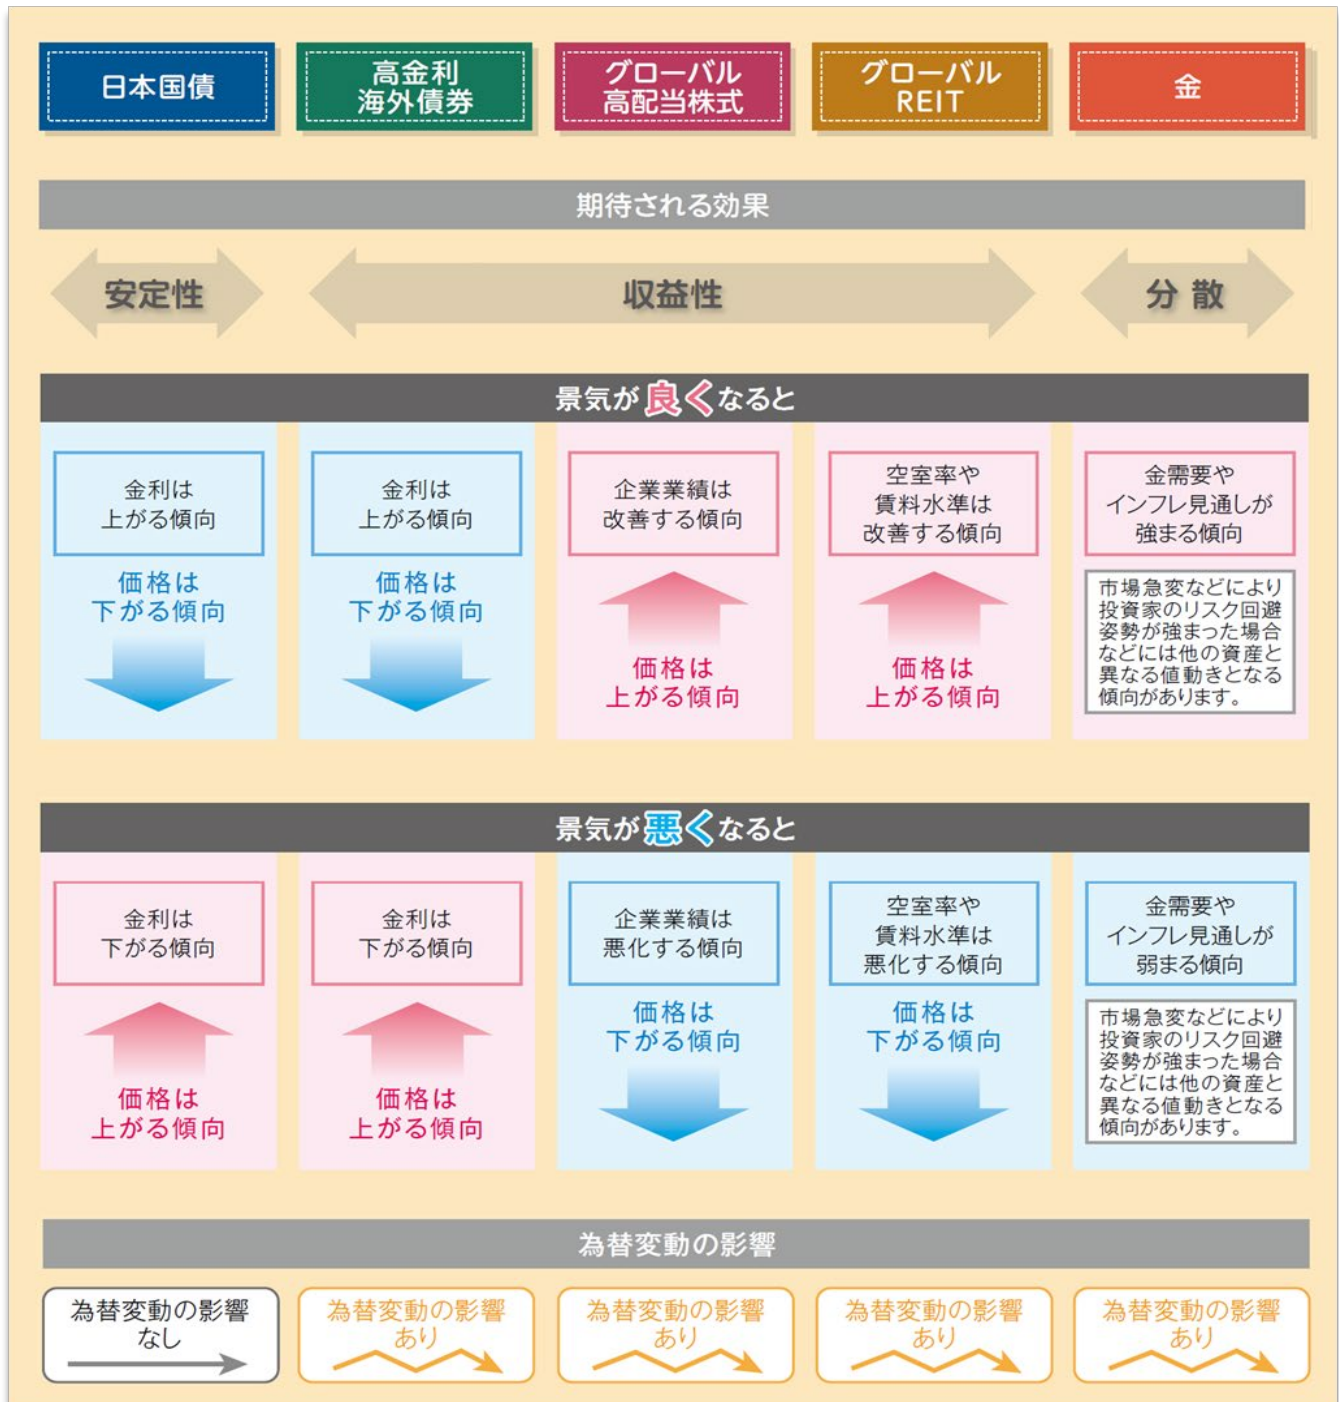 日本国債
高金利
海外債券
グローバル
高配当株式
グローバル
REIT
金
期待される効果
安定性
収益性
分散
景気が良くなると
金利は
上がる傾向
価格は
下がる傾向
金利は
上がる傾向
価格は
下がる傾向
企業業績は
改善する傾向
価格は
上がる傾向
空室率や
賃料水準は
改善する傾向
価格は
上がる傾向
金需要や
インフレ見通しが
強まる傾向
市場急変などにより
投資家のリスク回避
姿勢が強まった場合
などには他の資産と
異なる値動きとなる
傾向があります。
景気が悪くなると
金利は
下がる傾向
価格は
上がる傾向
金利は
下がる傾向
価格は
上がる傾向
企業業績は
悪化する傾向
価格は
下がる傾向
空室率や
賃料水準は
悪化する傾向
価格は
下がる傾向
金需要や
インフレ見通しが
弱まる傾向
市場急変などにより
投資家のリスク回避
姿勢が強まった場合
などには他の資産と
異なる値動きとなる
傾向があります。
為替変動の影響
為替変動の影響
なし
為替変動の影響
あり
為替変動の影響
あり
為替変動の影響
あり
為替変動の影響
あり